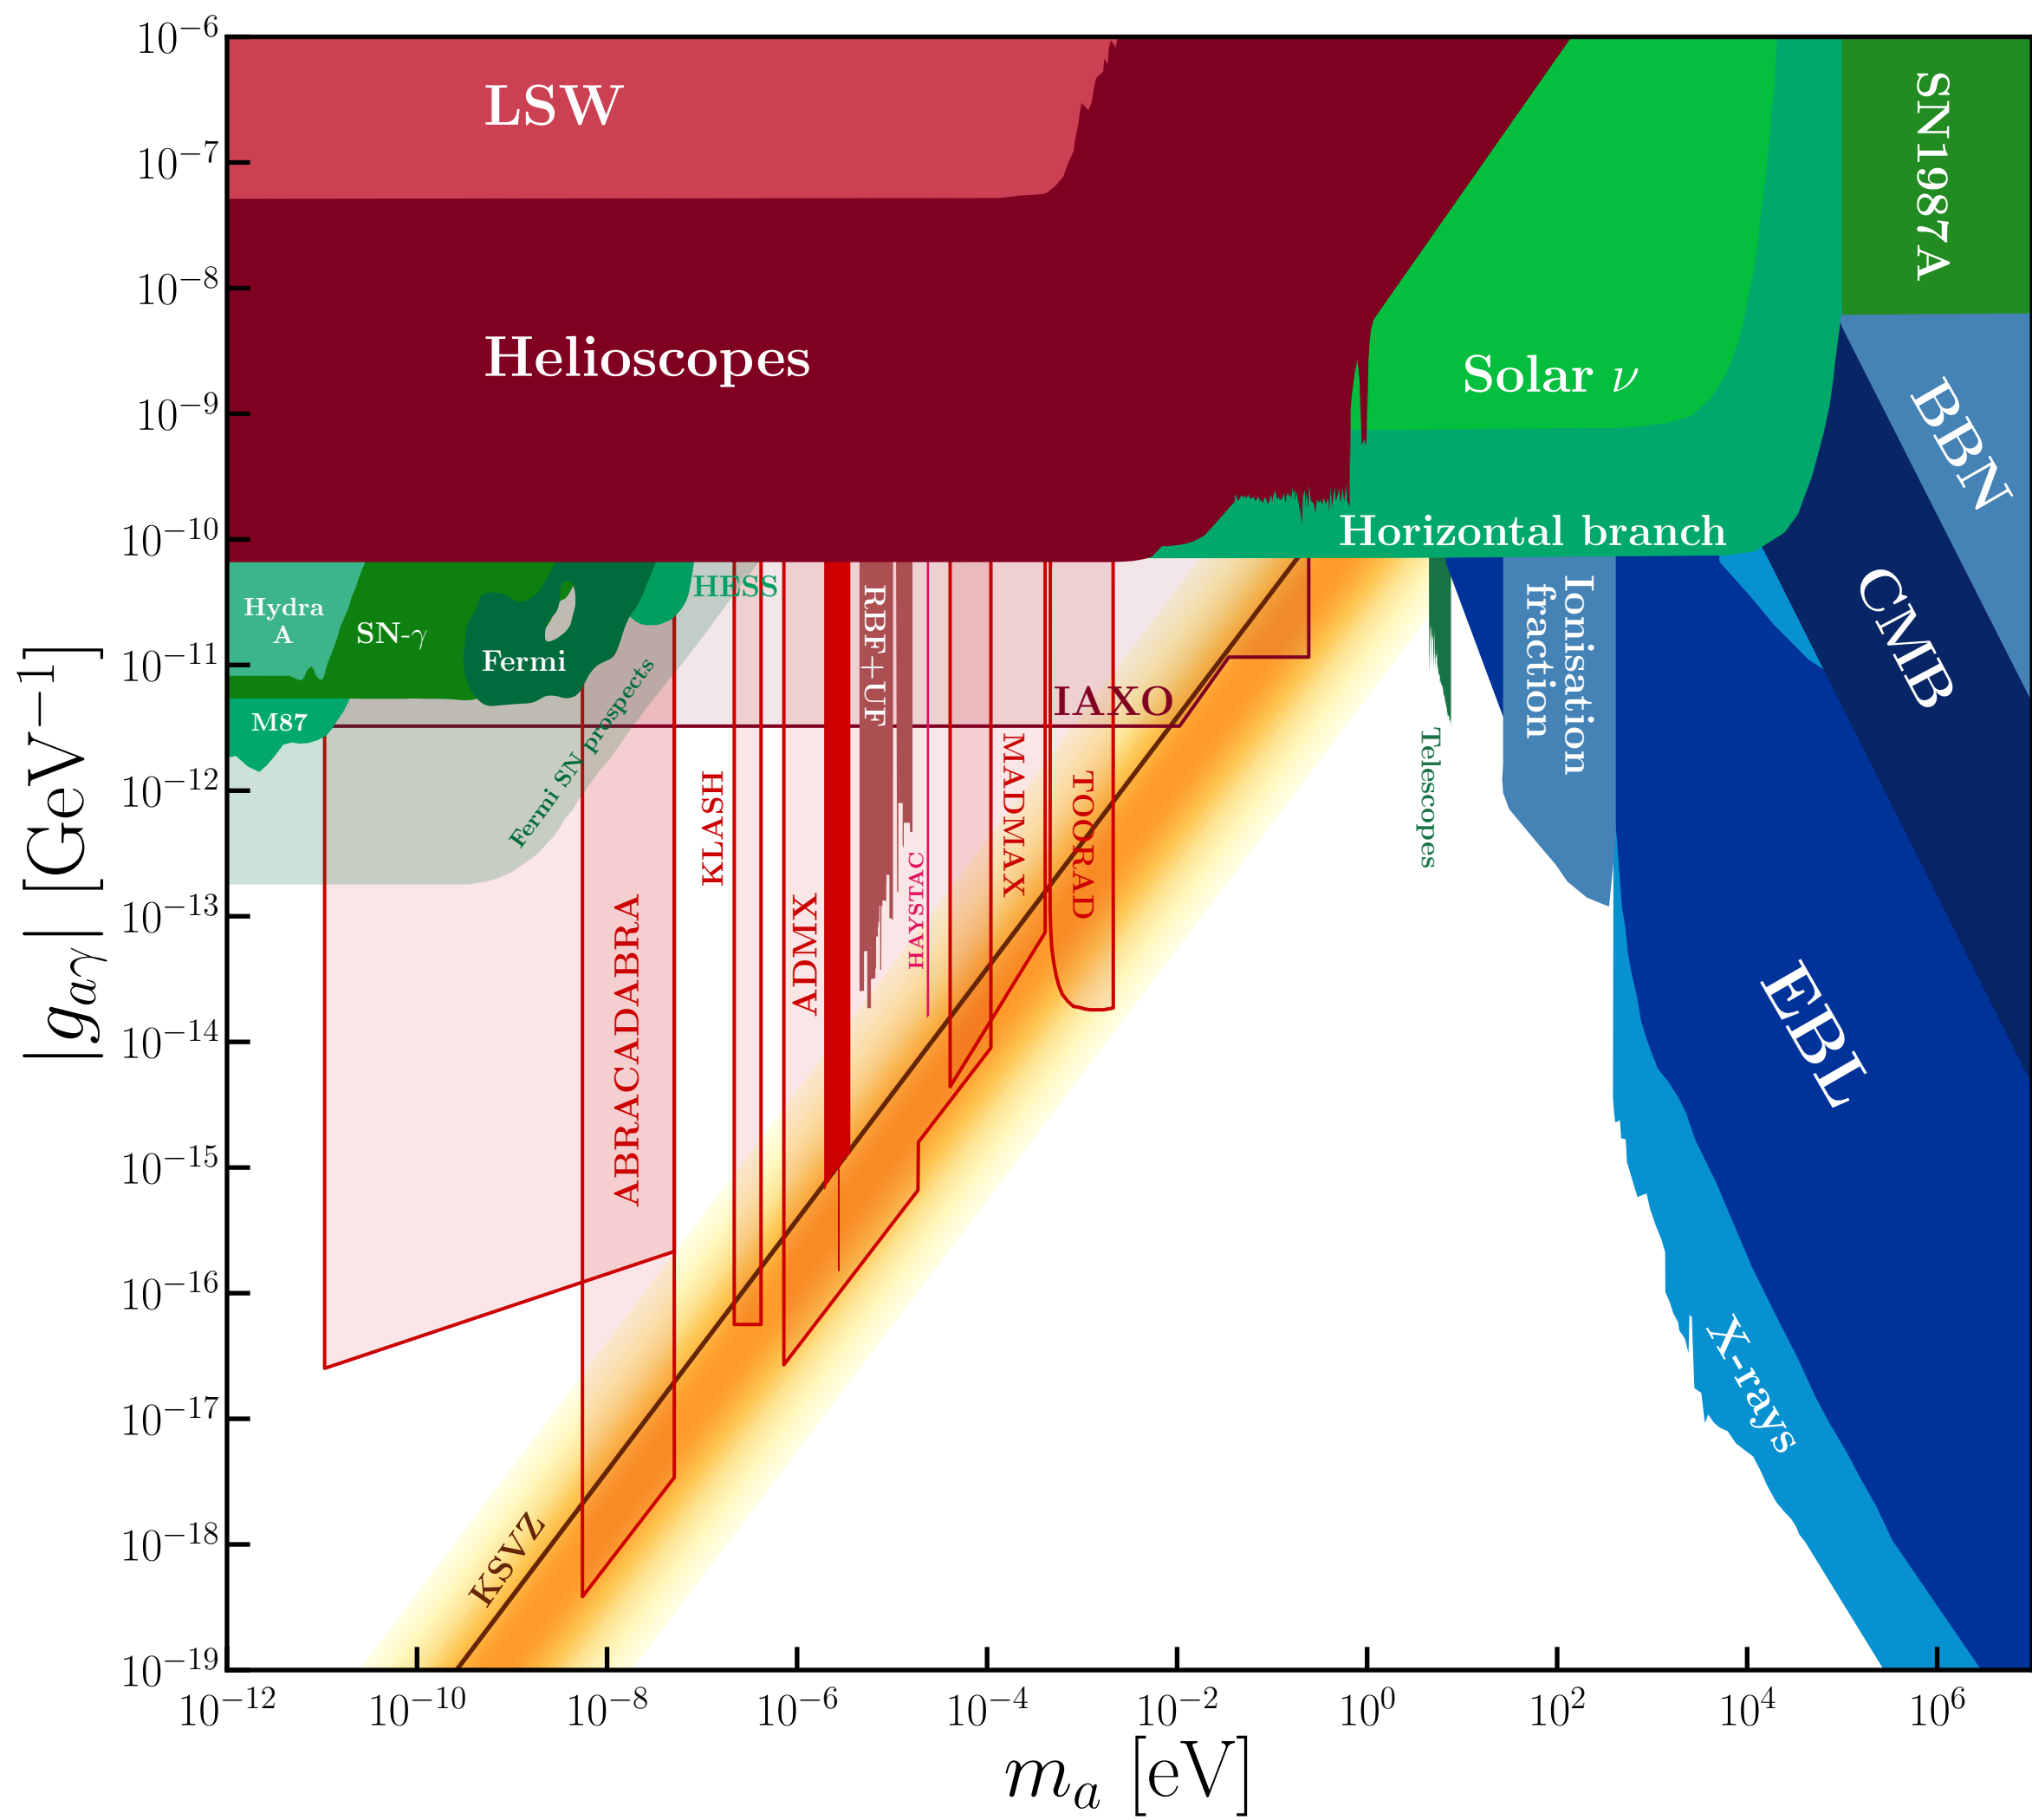 |g_{aγ}| [GeV^{−1}]
10^{−6}
10^{−7}
10^{−8}
10^{−9}
10^{−10}
10^{−11}
10^{−12}
10^{−13}
10^{−14}
10^{−15}
10^{−16}
10^{−17}
10^{−18}
10^{−19}
LSW
Helioscopes
Solar ν
Horizontal branch
SN1987A
BBN
CMB
EBL
X-rays
Ionisation
fraction
Telescopes
Hydra
A
SN-γ
M87
Fermi
HESS
Fermi SN prospects
IAXO
ABRACADABRA
KLASH
ADMX
RBF+UF
HAYSTAC
MADMAX
TOORAD
KSVZ
10^{−12}
10^{−10}
10^{−8}
10^{−6}
10^{−4}
10^{−2}
10^{0}
10^{2}
10^{4}
10^{6}
m_a [eV]